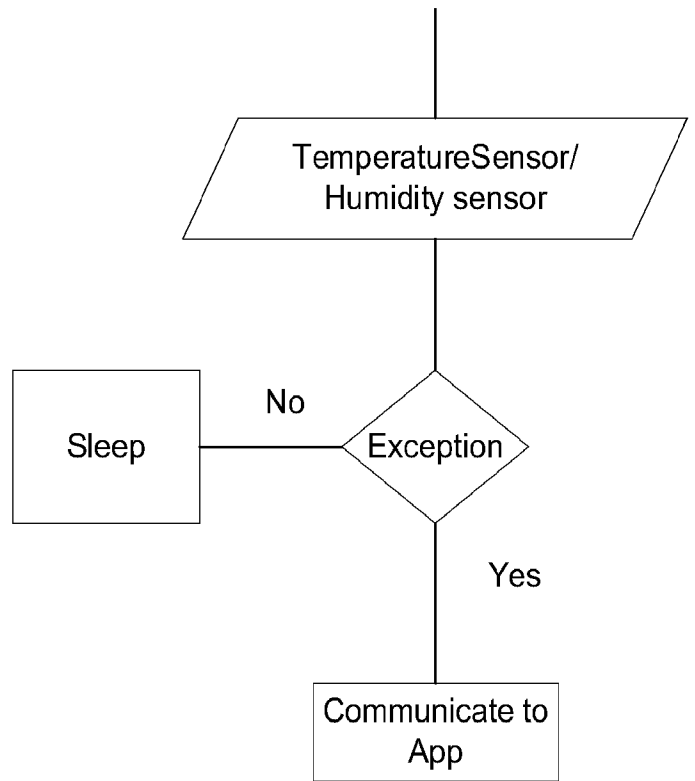 TemperatureSensor/
Humidity sensor
No
Sleep
Exception
Yes
Communicate to
App